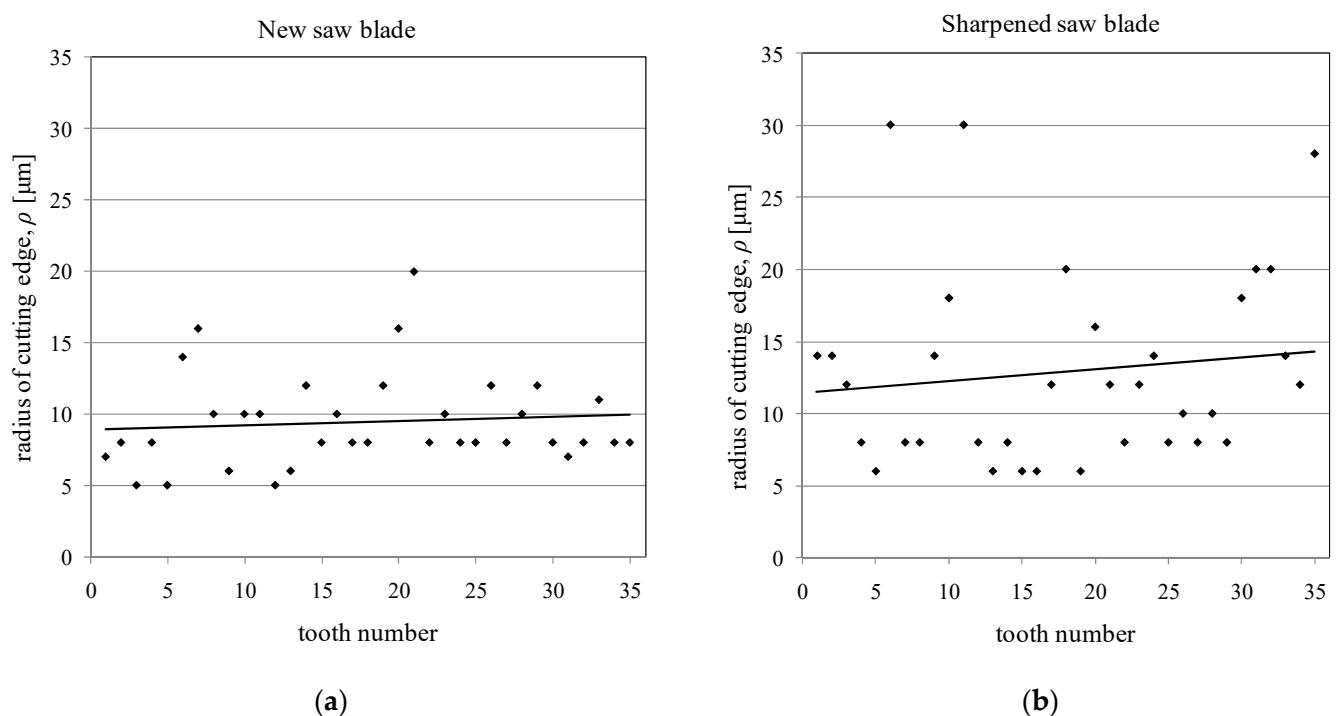 New saw blade
35
30
25
20
15
10
5
0
radius of cutting edge, ρ [µm]
0 5 10 15 20 25 30 35
tooth number
(a)
Sharpened saw blade
35
30
25
20
15
10
5
0
radius of cutting edge, ρ [µm]
0 5 10 15 20 25 30 35
tooth number
(b)